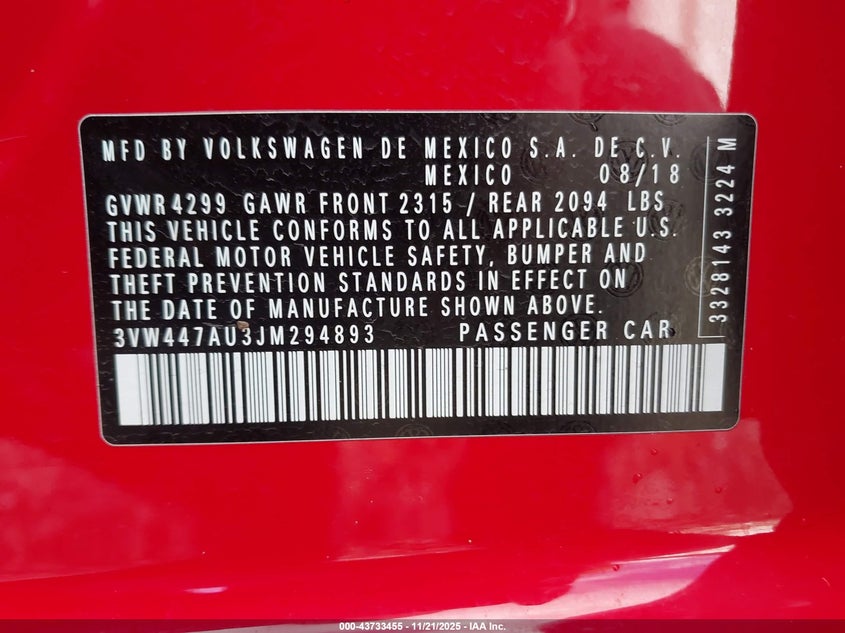 MFD BY VOLKSWAGEN DE MEXICO S.A. DE C.V.
MEXICO 08/18
GVWR 4299 GAWR FRONT 2315 / REAR 2094 LBS
THIS VEHICLE CONFORMS TO ALL APPLICABLE U.S.
FEDERAL MOTOR VEHICLE SAFETY, BUMPER AND
THEFT PREVENTION STANDARDS IN EFFECT ON
THE DATE OF MANUFACTURE SHOWN ABOVE.
3VW447AU3JM294893 PASSENGER CAR
3328143 3224 M
000-43733455 - 11/21/2025 - IAA Inc.